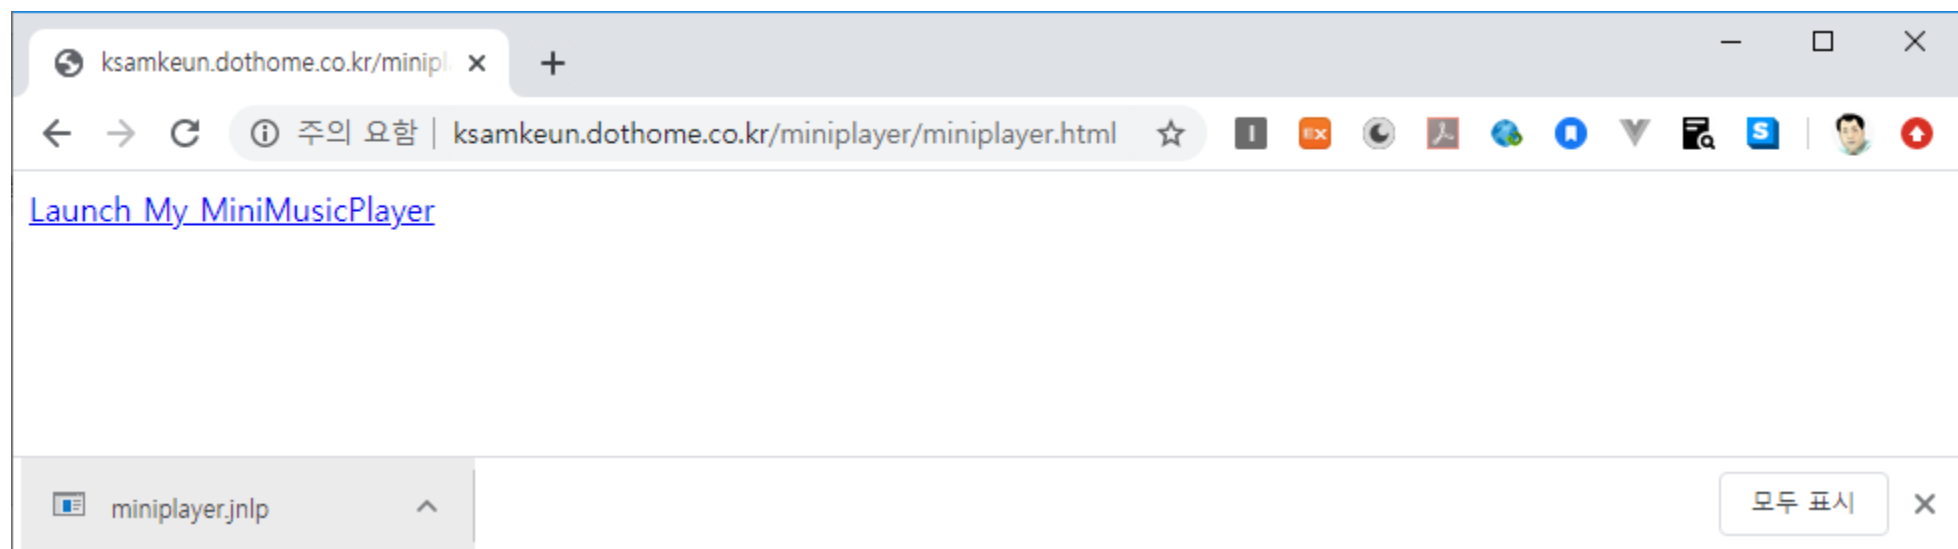 ksamkeun.dothome.co.kr/minipl
주의 요함 | ksamkeun.dothome.co.kr/miniplayer/miniplayer.html
I
EX
S
Launch My MiniMusicPlayer
miniplayer.jnlp
모두 표시